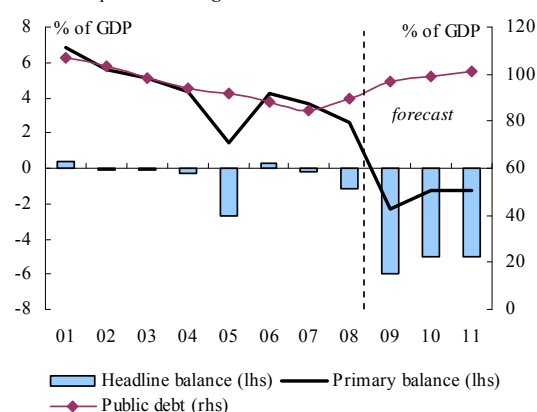 % of GDP % of GDP
8 120
6 100
4 80
forecast
2
0 60
-2 40
-4
-6 20
-8 0
01 02 03 04 05 06 07 08 09 10 11
Headline balance (lhs) Primary balance (lhs)
Public debt (rhs)